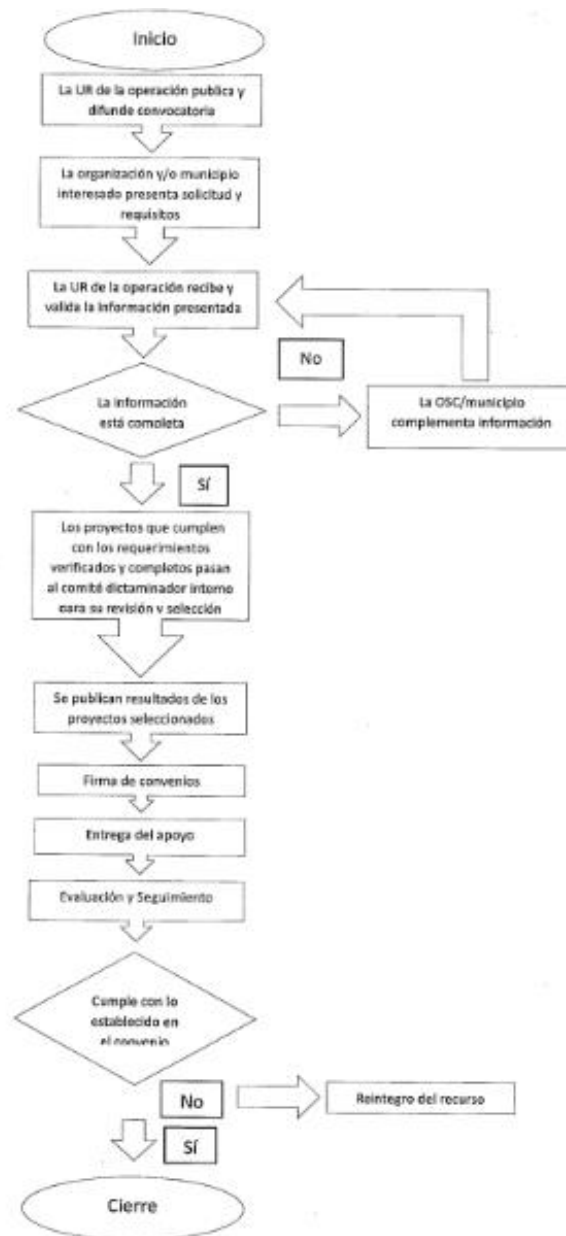 Inicio
La UR de la operación publica y
difunde convocatoria
La organización y/o municipio
interesado presenta solicitud y
requisitos
La UR de la operación recibe y
valida la información presentada
No
La información
está completa
La OSC/municipio
complementa información
Sí
Los proyectos que cumplen
con los requerimientos
verificados y completos pasan
al comité dictaminador interno
para su revisión y selección
Se publican resultados de los
proyectos seleccionados
Firma de convenios
Entrega del apoyo
Evaluación y Seguimiento
Cumple con lo
establecido en
el convenio
No
Reintegro del recurso
Sí
Cierre